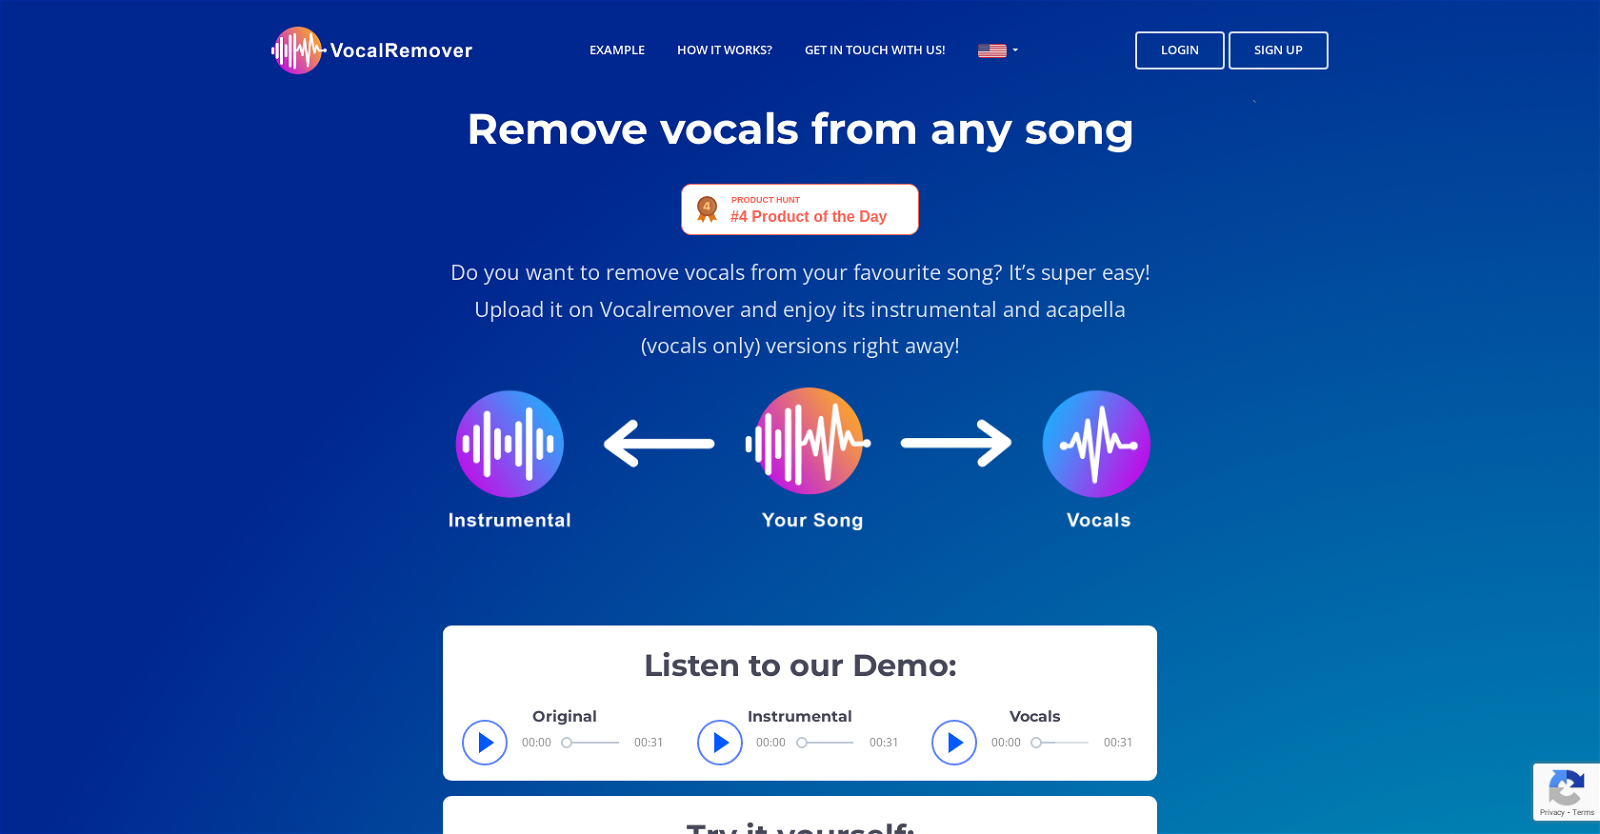 VocalRemover
EXAMPLE
HOW IT WORKS?
GET IN TOUCH WITH US!
LOGIN
SIGN UP
Remove vocals from any song
4
PRODUCT HUNT
#4 Product of the Day
Do you want to remove vocals from your favourite song? It’s super easy!
Upload it on Vocalremover and enjoy its instrumental and acapella
(vocals only) versions right away!
Instrumental
Your Song
Vocals
Listen to our Demo:
Original
00:00
00:31
Instrumental
00:00
00:31
Vocals
00:00
00:31
Privacy - Terms
Try it yourself: